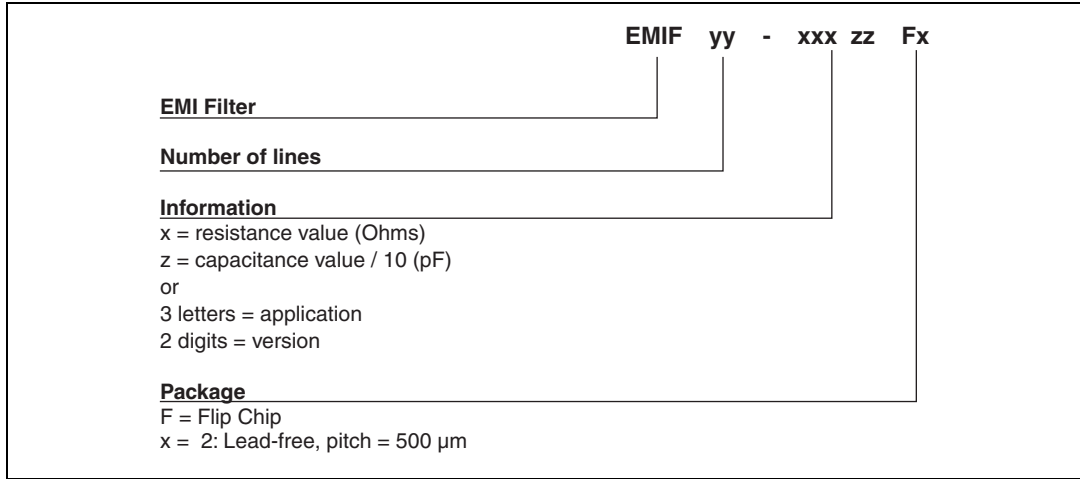 EMIF yy - xxx zz Fx
EMI Filter
Number of lines
Information
x = resistance value (Ohms)
z = capacitance value / 10 (pF)
or
3 letters = application
2 digits = version
Package
F = Flip Chip
x = 2: Lead-free, pitch = 500 µm